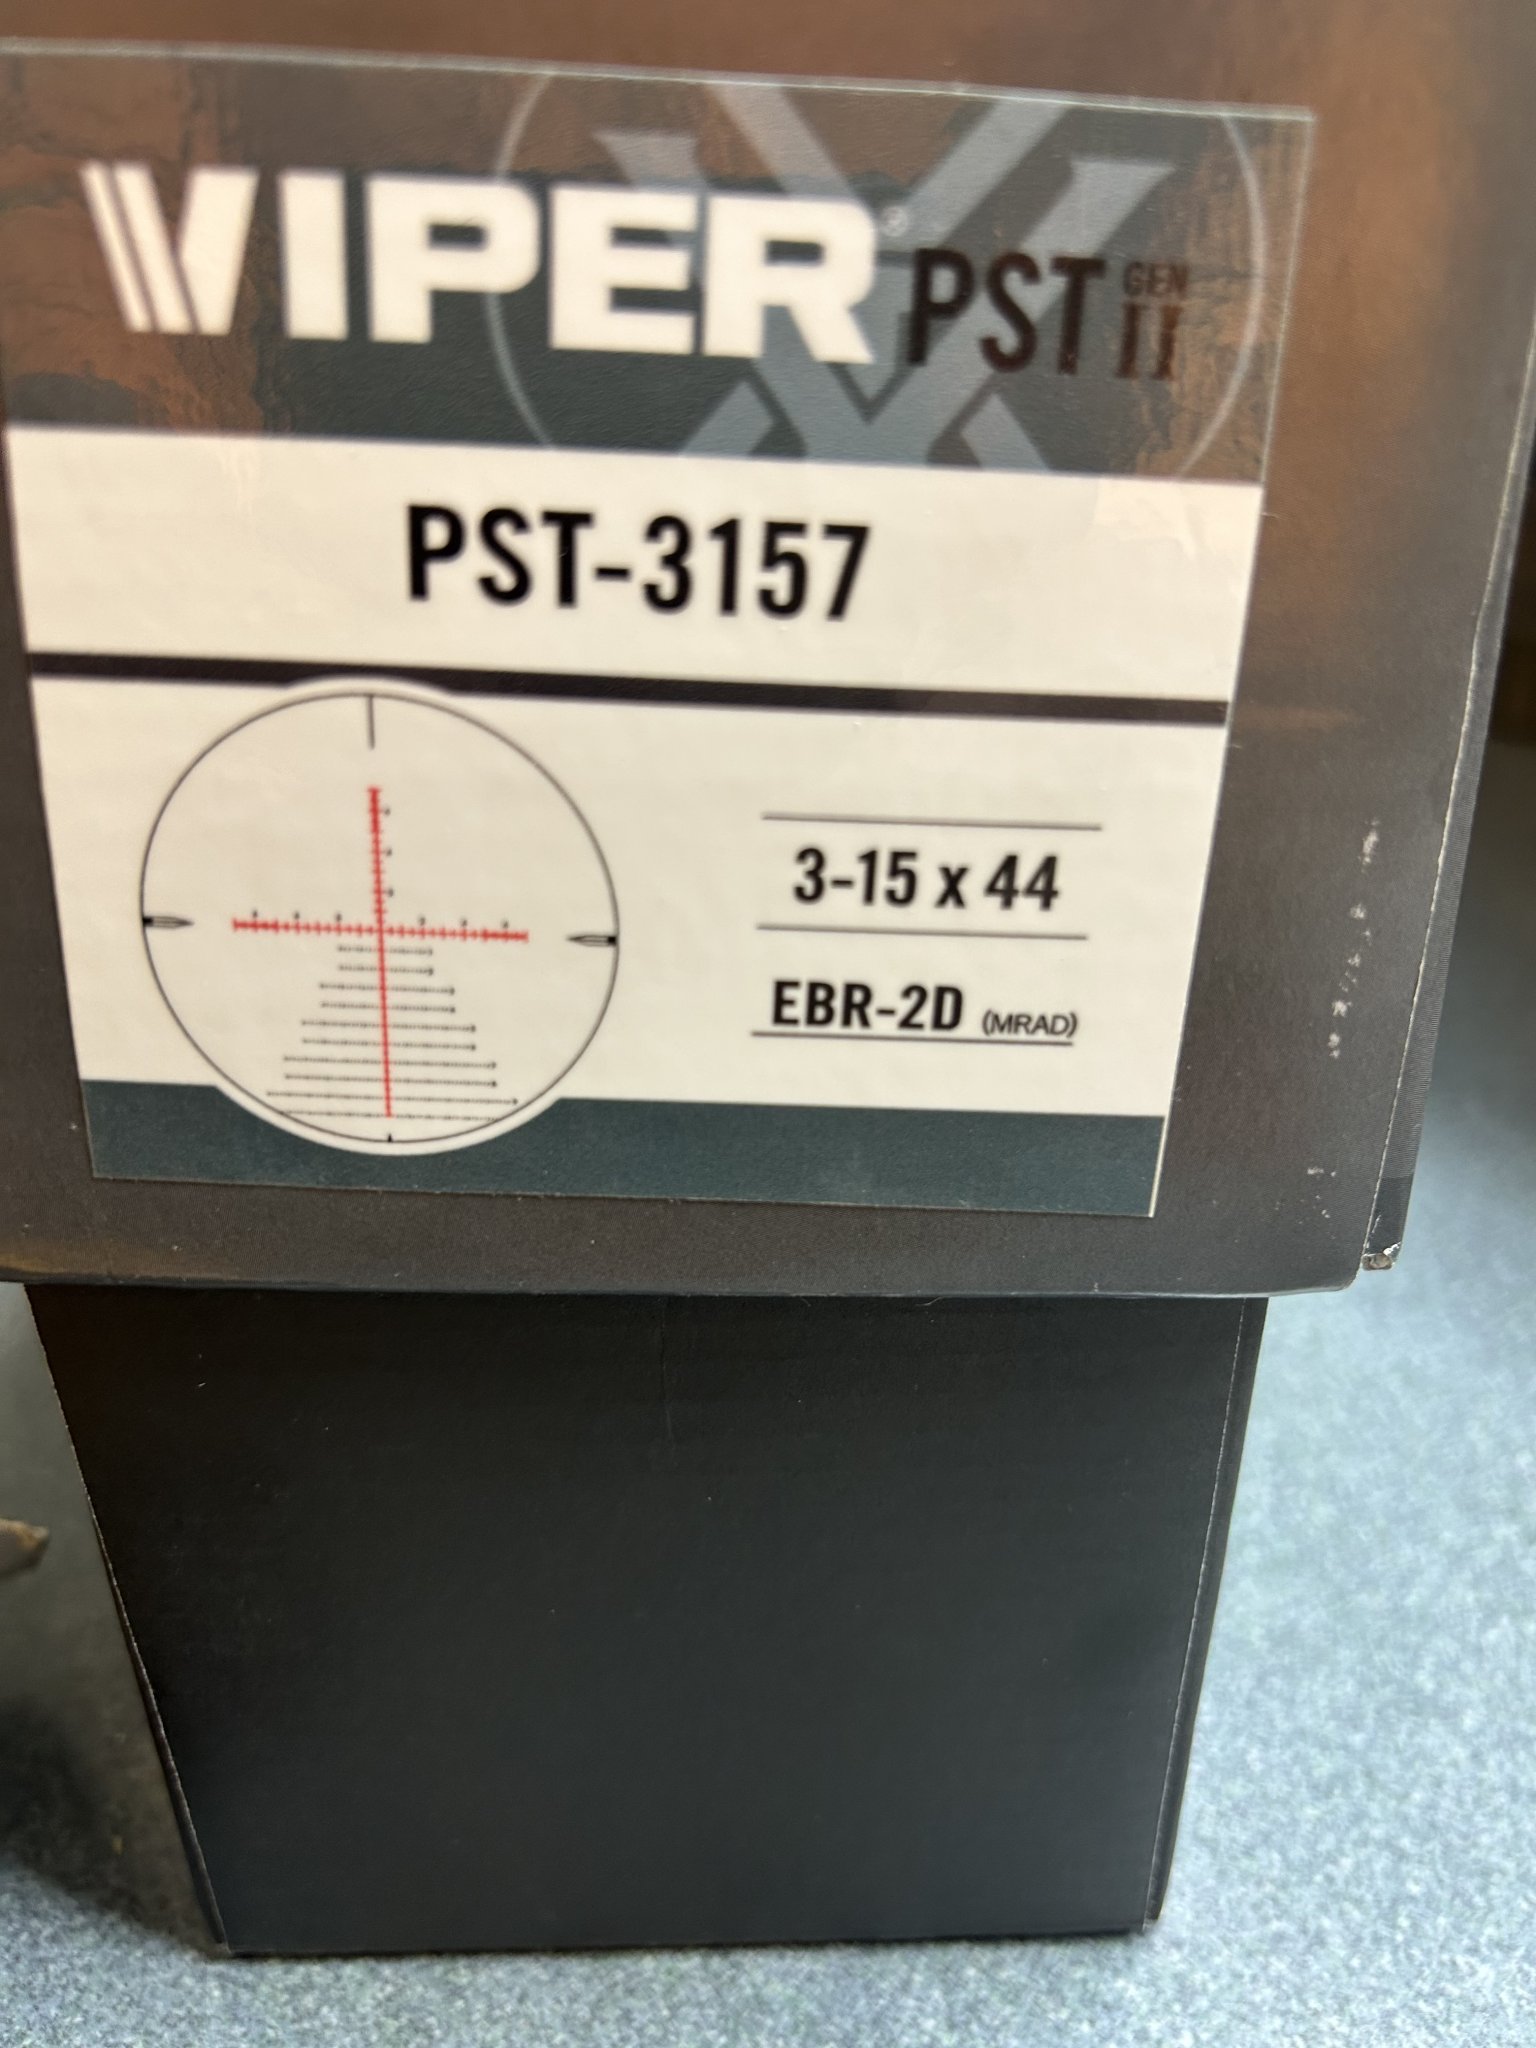 VIPER® PST GEN II
PST-3157
3-15 x 44
EBR-2D (MRAD)